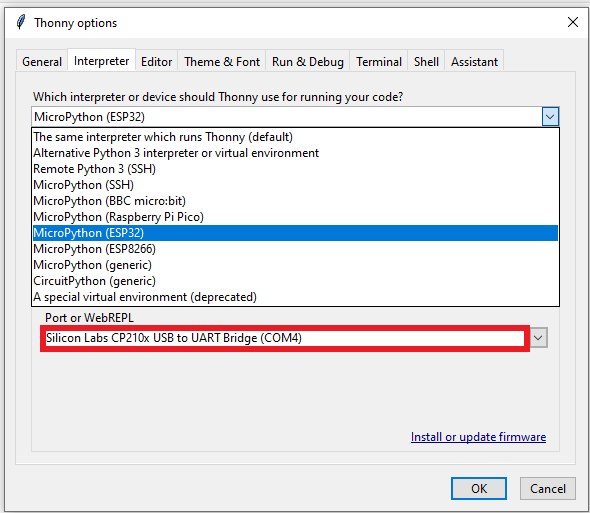 Thonny options
General Interpreter Editor Theme & Font Run & Debug Terminal Shell Assistant
Which interpreter or device should Thonny use for running your code?
MicroPython (ESP32)
The same interpreter which runs Thonny (default)
Alternative Python 3 interpreter or virtual environment
Remote Python 3 (SSH)
MicroPython (SSH)
MicroPython (BBC micro:bit)
MicroPython (Raspberry Pi Pico)
MicroPython (ESP32)
MicroPython (ESP8266)
MicroPython (generic)
CircuitPython (generic)
A special virtual environment (deprecated)
Port or WebREPL
Silicon Labs CP210x USB to UART Bridge (COM4)
Install or update firmware
OK Cancel